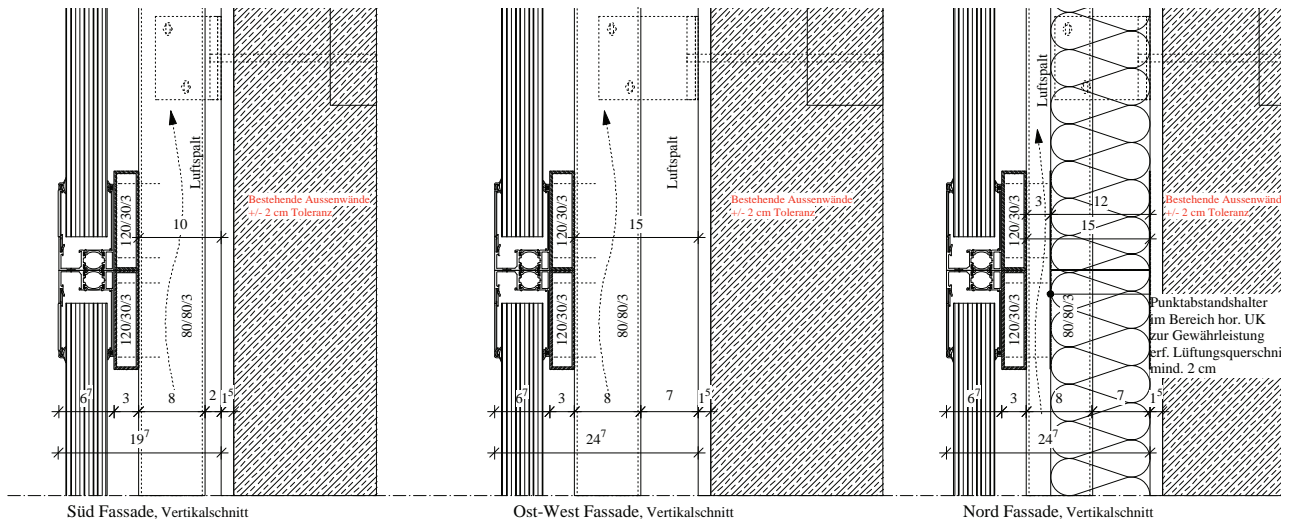 Luftspalt
Bestehende Aussenwände
+/- 2 cm Toleranz
10
120/30/3
120/30/3
80/80/3
6⁷ 3 8 2 1⁵
19⁷
Süd Fassade, Vertikalschnitt
Luftspalt
Bestehende Aussenwände
+/- 2 cm Toleranz
15
120/30/3
120/30/3
80/80/3
6⁷ 3 8 7 1⁵
24⁷
Ost-West Fassade, Vertikalschnitt
Luftspalt
Bestehende Aussenwände
+/- 2 cm Toleranz
3 12
15
120/30/3
120/30/3
80/80/3
Punktabstandshalter
im Bereich hor. UK
zur Gewährleistung
erf. Lüftungsquerschni
mind. 2 cm
6⁷ 3 8 7 1⁵
24⁷
Nord Fassade, Vertikalschnitt